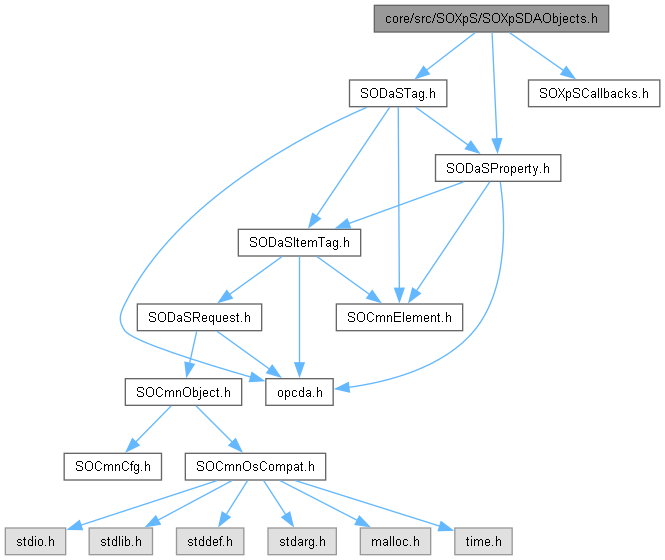 core/src/SOXpS/SOXpSDAObjects.h
SODaSTag.h
SOXpSCallbacks.h
SODaSProperty.h
SODaSItemTag.h
SODaSRequest.h
SOCmnElement.h
SOCmnObject.h
opcda.h
SOCmnCfg.h
SOCmnOsCompat.h
stdio.h
stdlib.h
stddef.h
stdarg.h
malloc.h
time.h